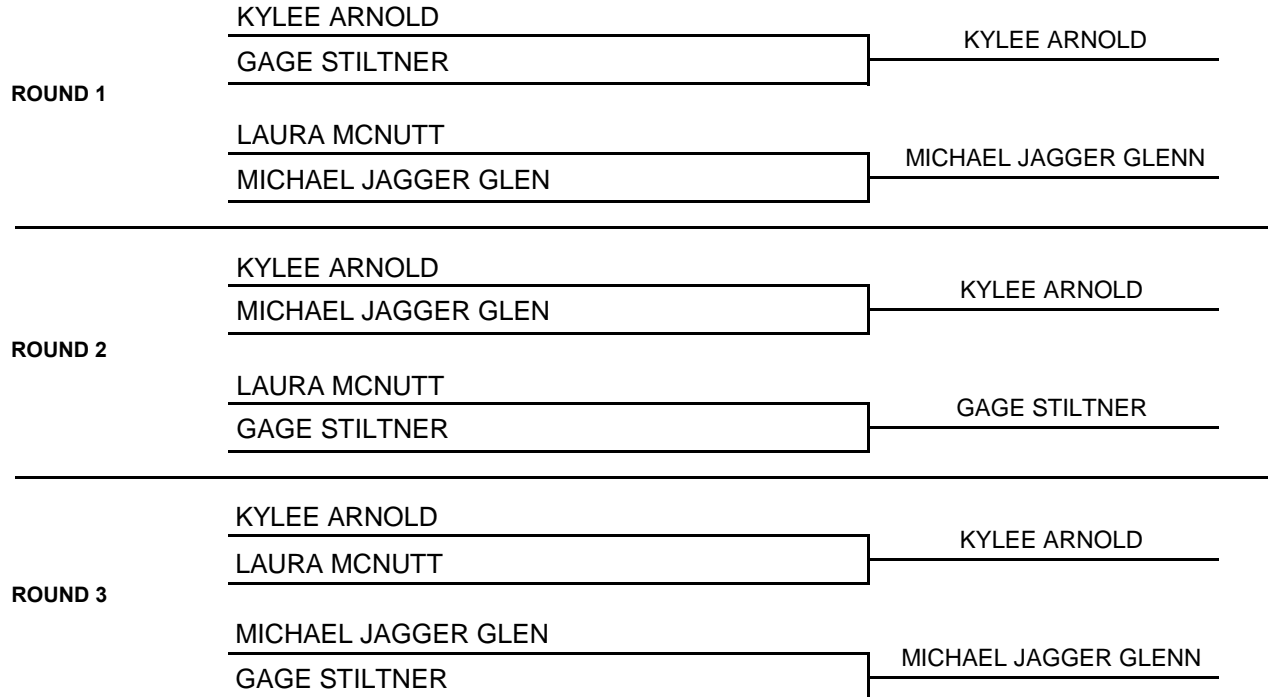 KYLEE ARNOLD
KYLEE ARNOLD
GAGE STILTNER
ROUND 1
LAURA MCNUTT
MICHAEL JAGGER GLENN
MICHAEL JAGGER GLEN
KYLEE ARNOLD
KYLEE ARNOLD
MICHAEL JAGGER GLEN
ROUND 2
LAURA MCNUTT
GAGE STILTNER
GAGE STILTNER
KYLEE ARNOLD
KYLEE ARNOLD
LAURA MCNUTT
ROUND 3
MICHAEL JAGGER GLEN
MICHAEL JAGGER GLENN
GAGE STILTNER